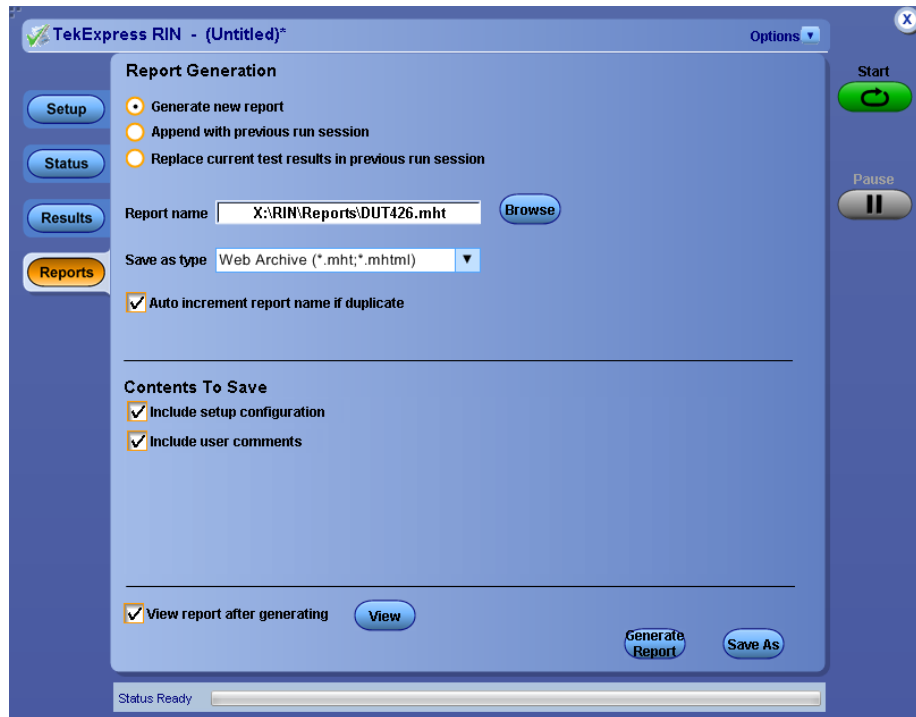 TekExpress RIN - (Untitled)*
Options
X
Setup
Status
Results
Reports
Report Generation
Generate new report
Append with previous run session
Replace current test results in previous run session
Report name X:\RIN\Reports\DUT426.mht Browse
Save as type Web Archive (*.mht;*.mhtml)
Auto increment report name if duplicate
Contents To Save
Include setup configuration
Include user comments
View report after generating View
Generate
Report
Save As
Start
Pause
Status Ready